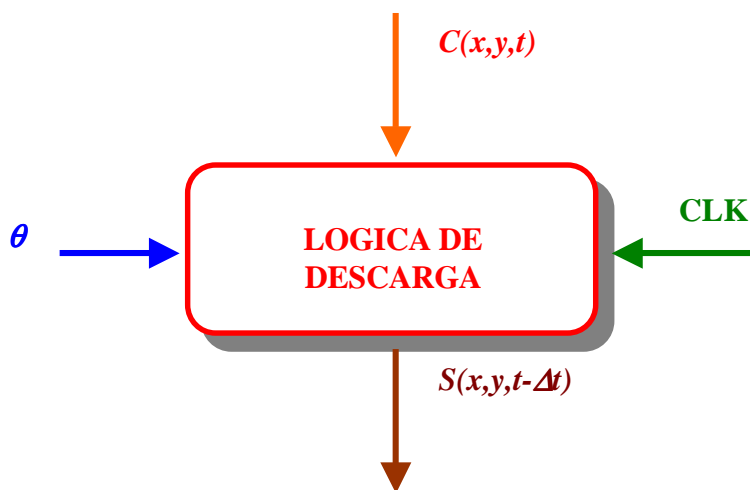 C(x,y,t)
θ
CLK
LOGICA DE
DESCARGA
S(x,y,t-Δt)